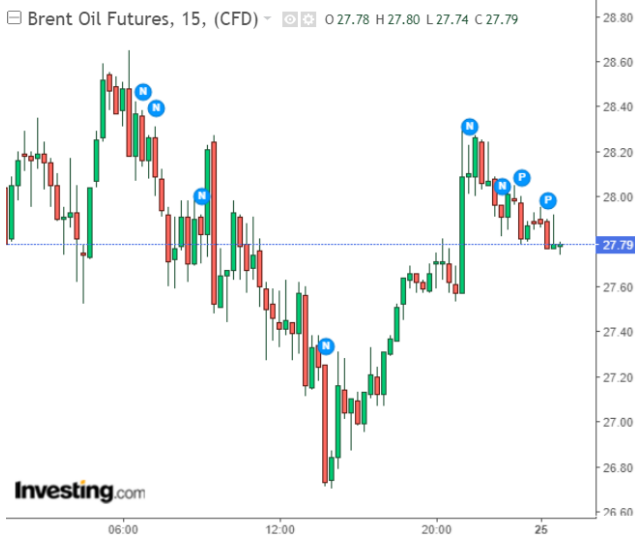 Brent Oil Futures, 15, (CFD) O 27.78 H 27.80 L 27.74 C 27.79
28.80
28.60
28.40
28.20
28.00
27.79
27.60
27.40
27.20
27.00
26.80
26.60
N
N
N
N
N
N
P
P
Investing.com
06:00 12:00 20:00 25